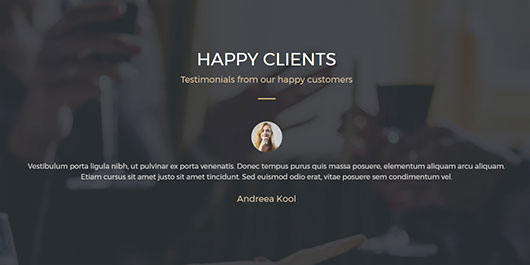 HAPPY CLIENTS
Testimonials from our happy customers
Vestibulum porta ligula nibh, ut pulvinar ex porta venenatis. Donec tempus purus quis massa posuere, elementum aliquam arcu aliquam.
Etiam cursus sit amet justo sit amet tincidunt. Sed euismod odio erat, vitae posuere sem condimentum vel.
Andreea Kool